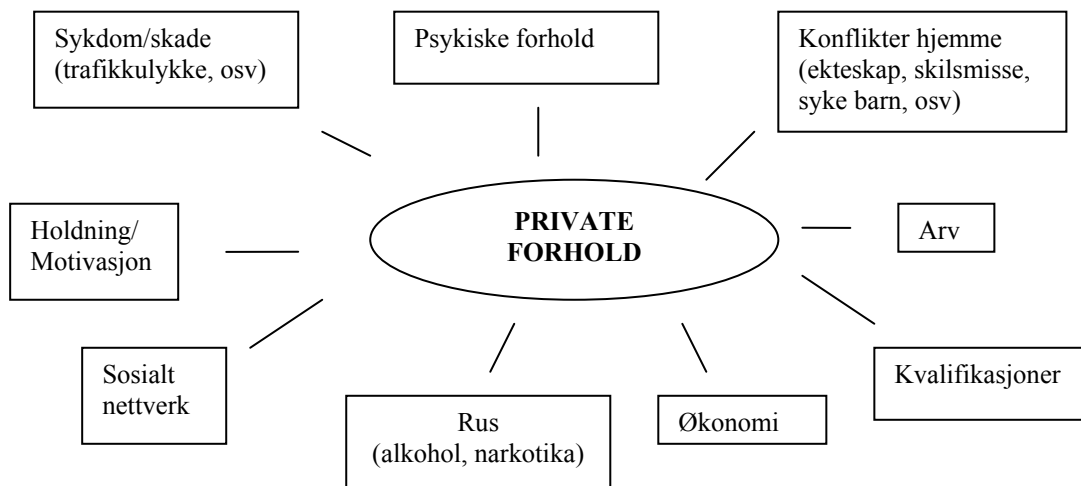 Sykdom/skade
(trafikkulykke, osv)
Psykiske forhold
Konflikter hjemme
(ekteskap, skilsmisse,
syke barn, osv)
PRIVATE
FORHOLD
Holdning/
Motivasjon
Arv
Sosialt
nettverk
Rus
(alkohol, narkotika)
Økonomi
Kvalifikasjoner